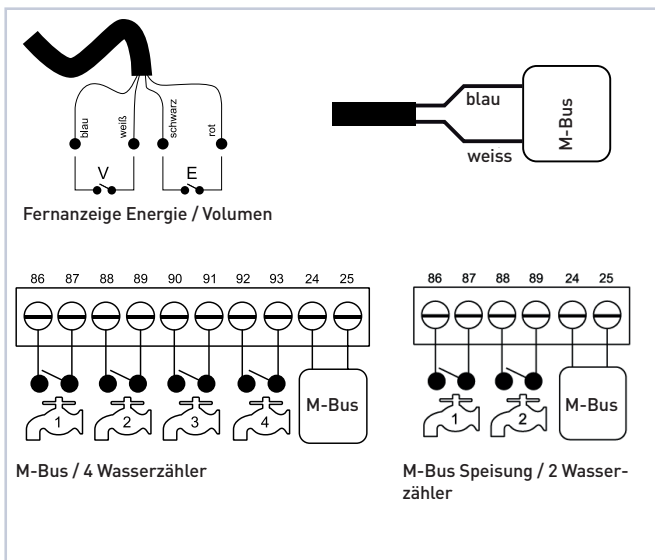 blau
weiß
schwarz
rot
V
E
Fernanzeige Energie / Volumen
blau
weiss
M-Bus
86 87 88 89 90 91 92 93 24 25
1 2 3 4
M-Bus
M-Bus / 4 Wasserzähler
86 87 88 89 24 25
1 2
M-Bus
M-Bus Speisung / 2 Wasser-
zähler